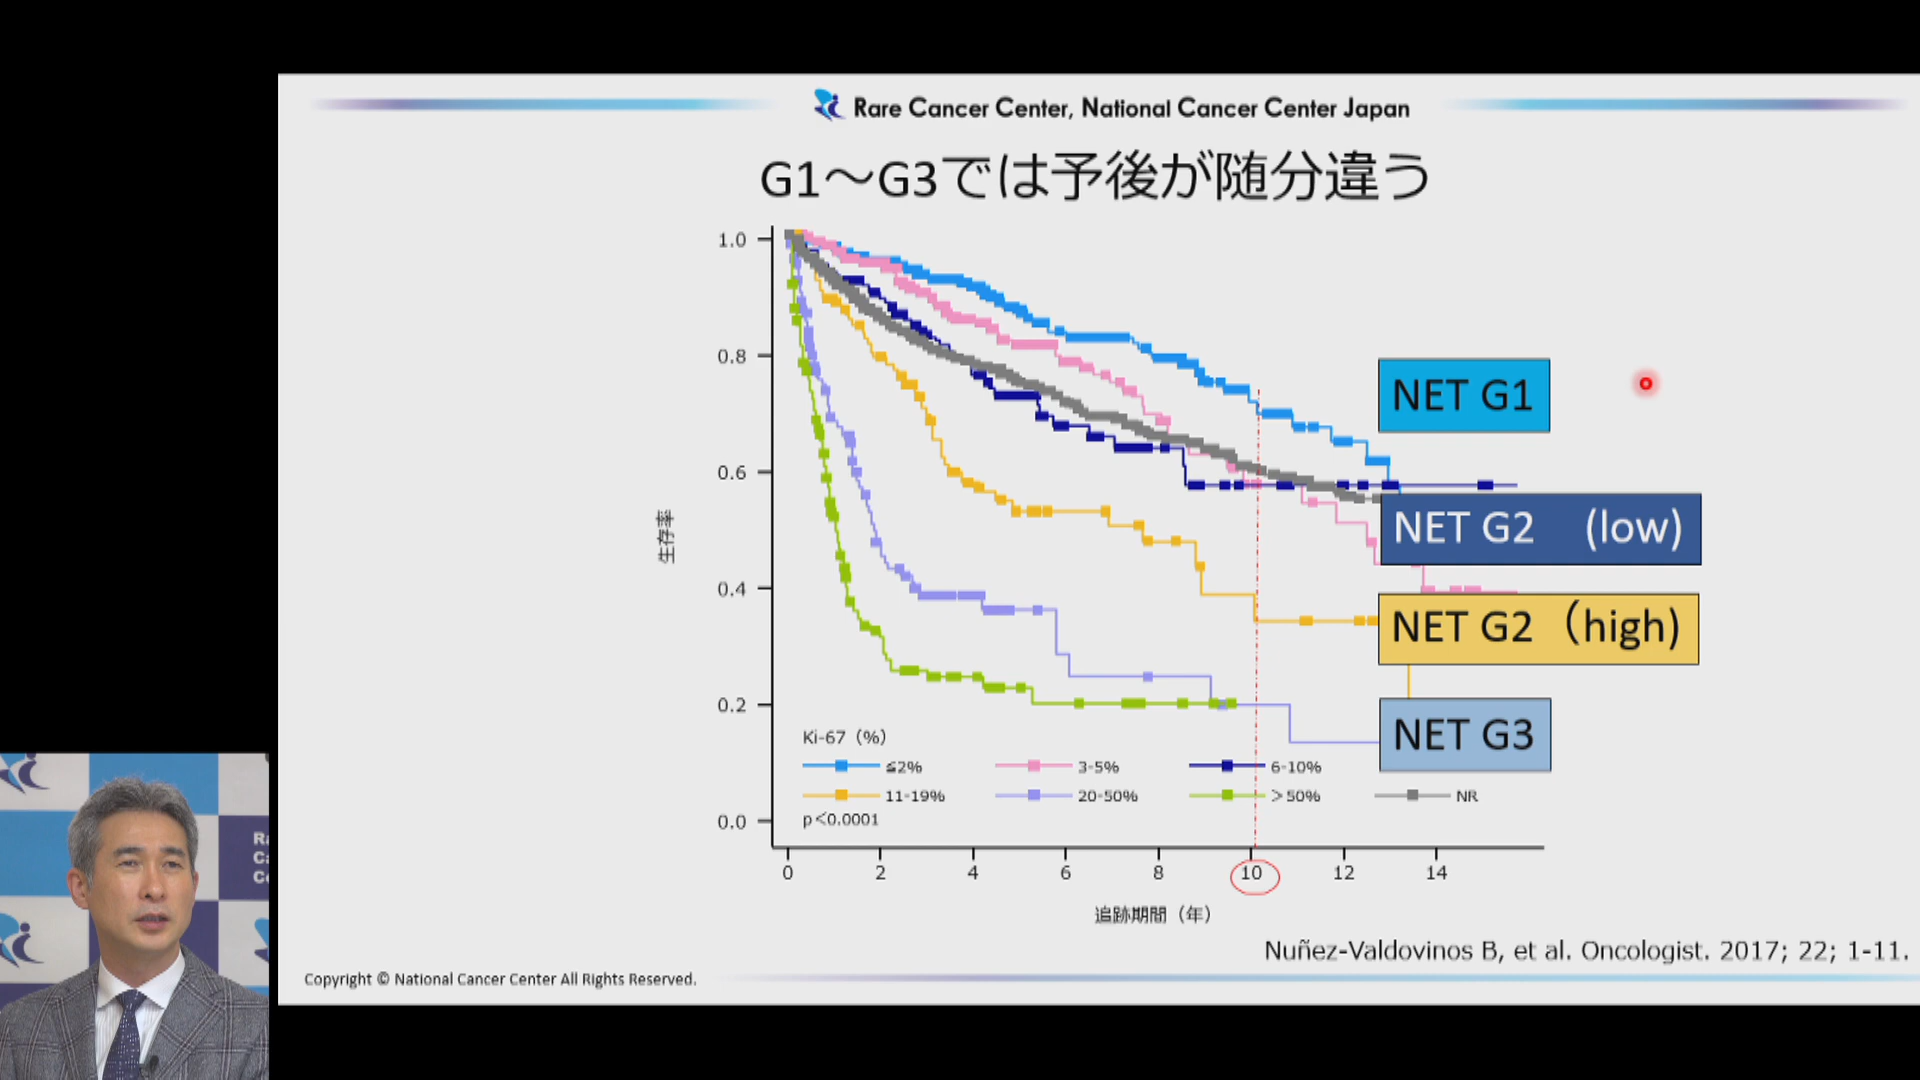 Rare Cancer Center, National Cancer Center Japan
G1～G3では予後が随分違う
1.0
0.8
0.6
0.4
0.2
0.0
生存率
NET G1
NET G2 (low)
NET G2（high)
NET G3
Ki-67（%）
≦2% 3-5% 6-10%
11-19% 20-50% ＞50% NR
p＜0.0001
0 2 4 6 8 10 12 14
追跡期間（年）
Nuñez-Valdovinos B, et al. Oncologist. 2017; 22; 1-11.
Copyright © National Cancer Center All Rights Reserved.